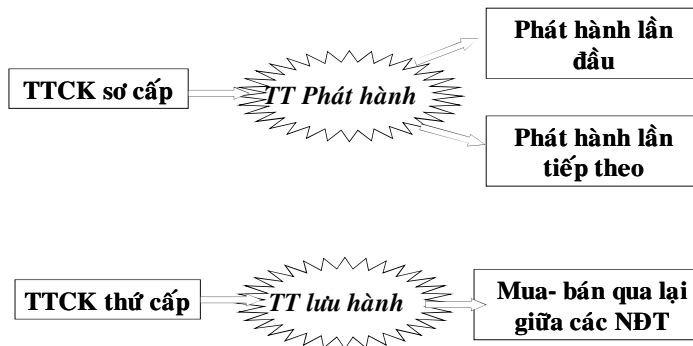 TTCK sơ cấp
TT Phát hành
Phát hành lần
đầu
Phát hành lần
tiếp theo
TTCK thứ cấp
TT lưu hành
Mua- bán qua lại
giữa các NĐT